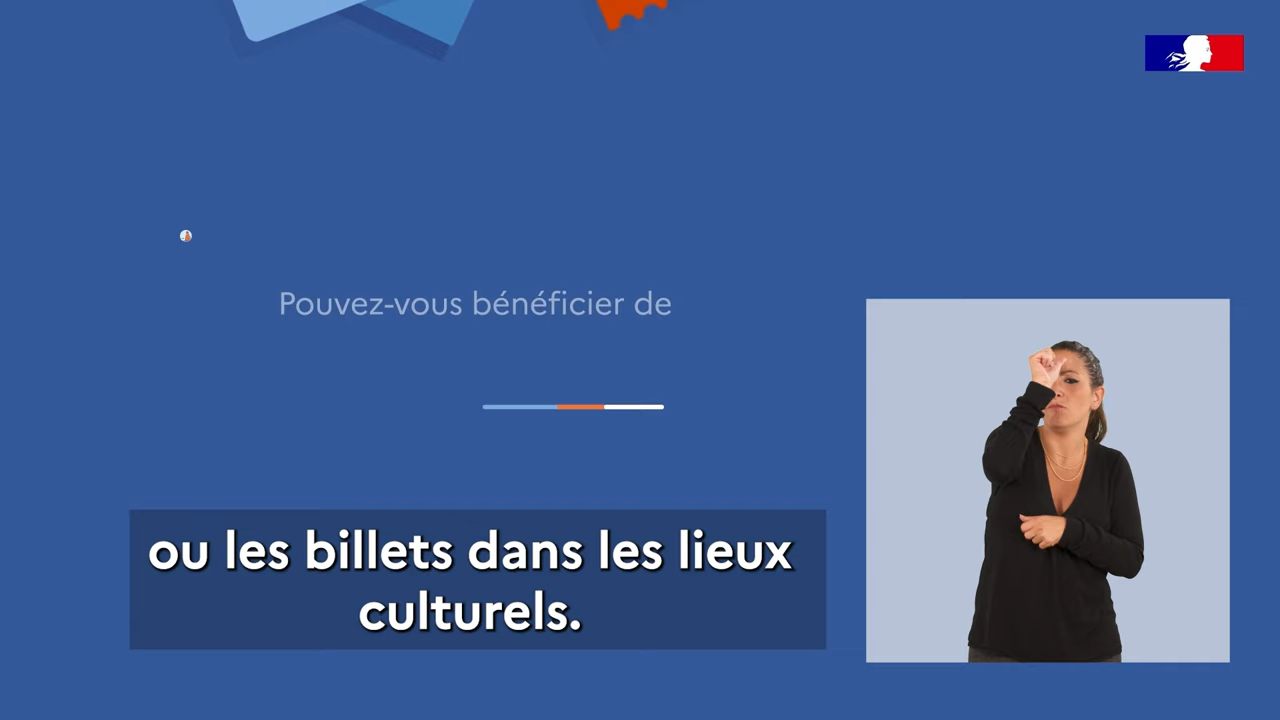 Pouvez-vous bénéficier de
ou les billets dans les lieux
culturels.